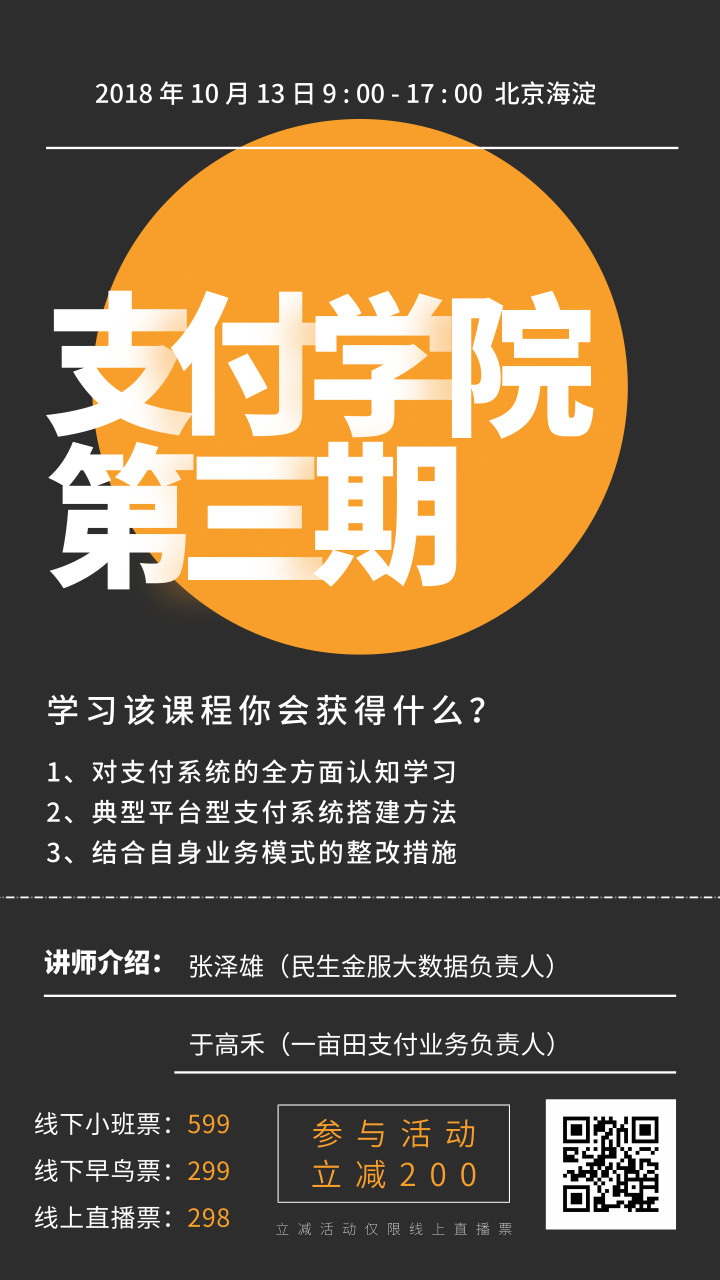 2018 年 10 月 13 日 9 : 00 - 17 : 00 北京海淀
支付学院
第三期
学习该课程你会获得什么？
1、对支付系统的全方面认知学习
2、典型平台型支付系统搭建方法
3、结合自身业务模式的整改措施
讲师介绍： 张泽雄（民生金服大数据负责人）
于高禾（一亩田支付业务负责人）
线下小班票：599
线下早鸟票：299
线上直播票：298
参与活动
立减200
立减活动仅限线上直播票